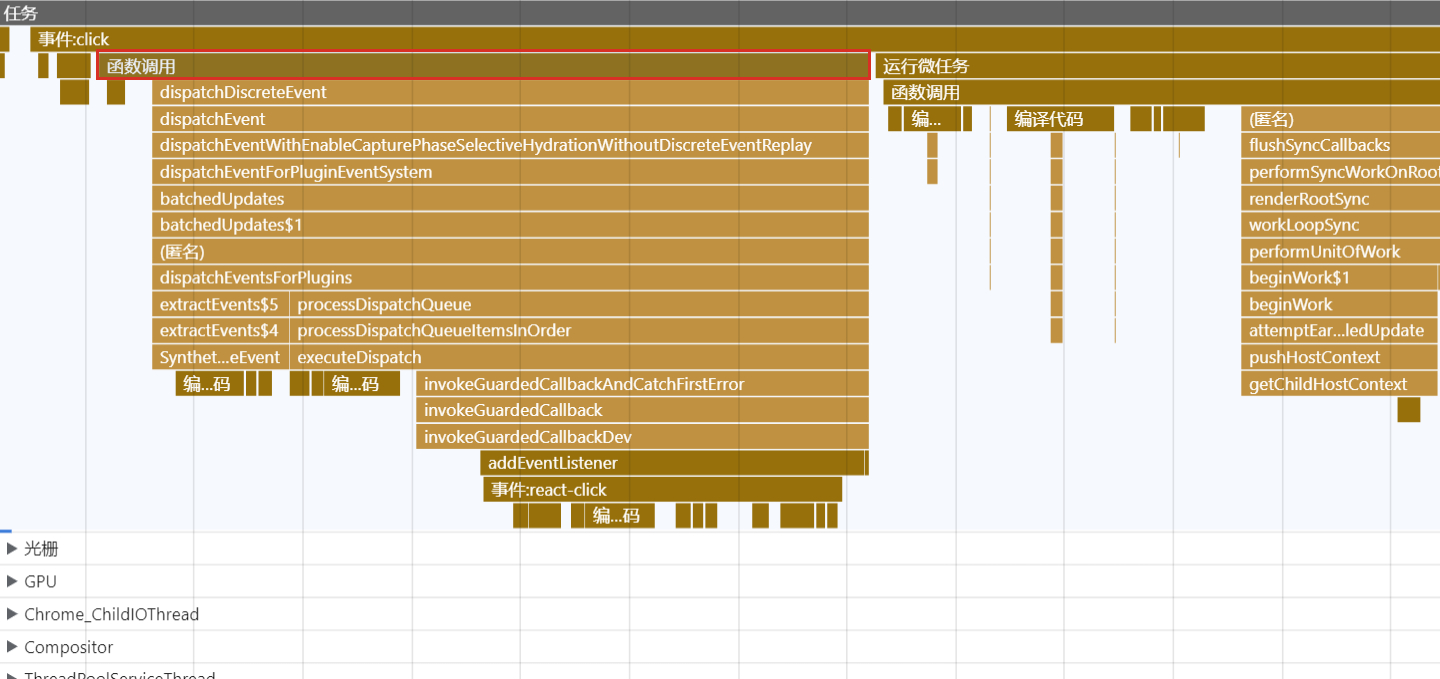 任务
事件:click
函数调用 运行微任务
dispatchDiscreteEvent 函数调用
dispatchEvent 编... 编译代码 (匿名)
dispatchEventWithEnableCapturePhaseSelectiveHydrationWithoutDiscreteEventReplay flushSyncCallbacks
dispatchEventForPluginEventSystem performSyncWorkOnRoot
batchedUpdates renderRootSync
batchedUpdates$1 workLoopSync
(匿名) performUnitOfWork
dispatchEventsForPlugins beginWork$1
extractEvents$5 processDispatchQueue beginWork
extractEvents$4 processDispatchQueueItemsInOrder attemptEar...ledUpdate
Synthet...eEvent executeDispatch pushHostContext
编...码 编...码 invokeGuardedCallbackAndCatchFirstError getChildHostContext
invokeGuardedCallback
invokeGuardedCallbackDev
addEventListener
事件:react-click
编...码
光栅
GPU
Chrome_ChildIOThread
Compositor
ThreadPoolServiceThread